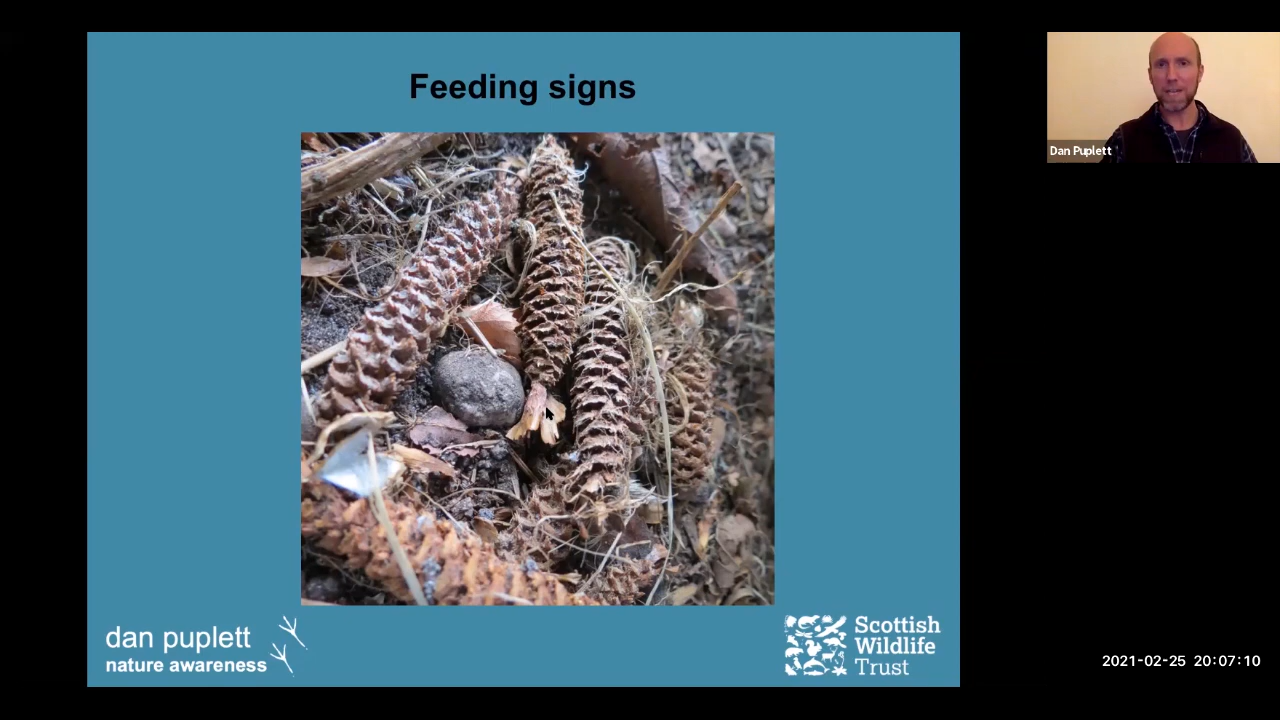 Feeding signs
Dan Puplett
dan puplett
nature awareness
Scottish
Wildlife
Trust
2021-02-25 20:07:10